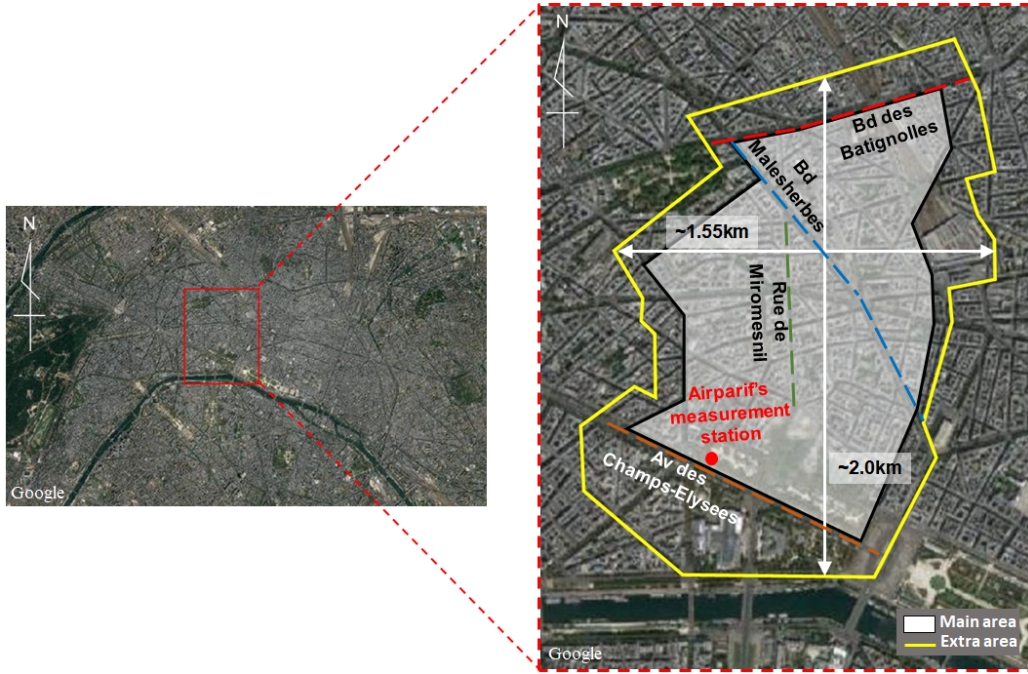 N
Google
N
Bd des
Batignolles
Bd
Malesherbes
~1.55km
Rue de
Miromesnil
Airparif's
measurement
station
Av des
Champs-Elysees
~2.0km
Main area
Extra area
Google